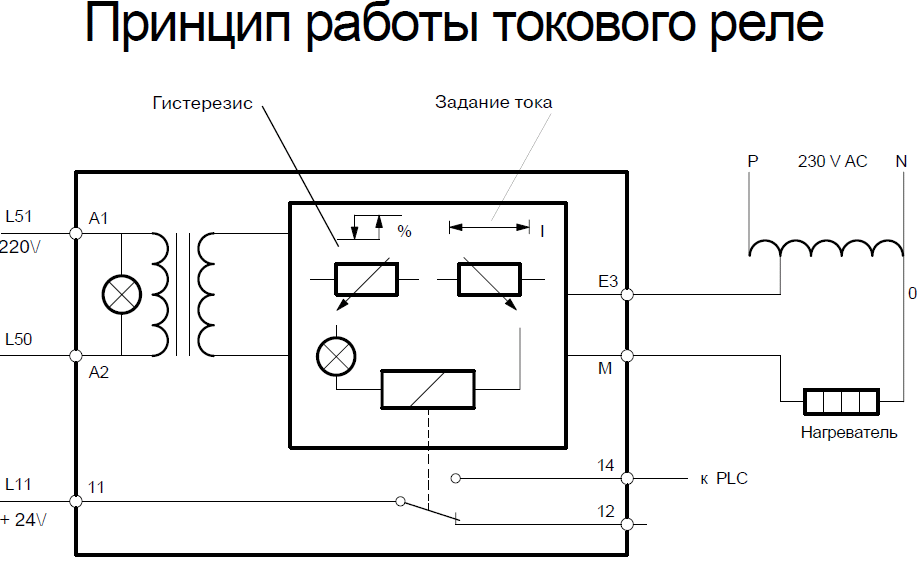 Принцип работы токового реле
Гистерезис
Задание тока
P 230 V AC N
L51
A1
220V
% I
E3
0
L50
A2
M
Нагреватель
L11
11
14
к PLC
+ 24V
12